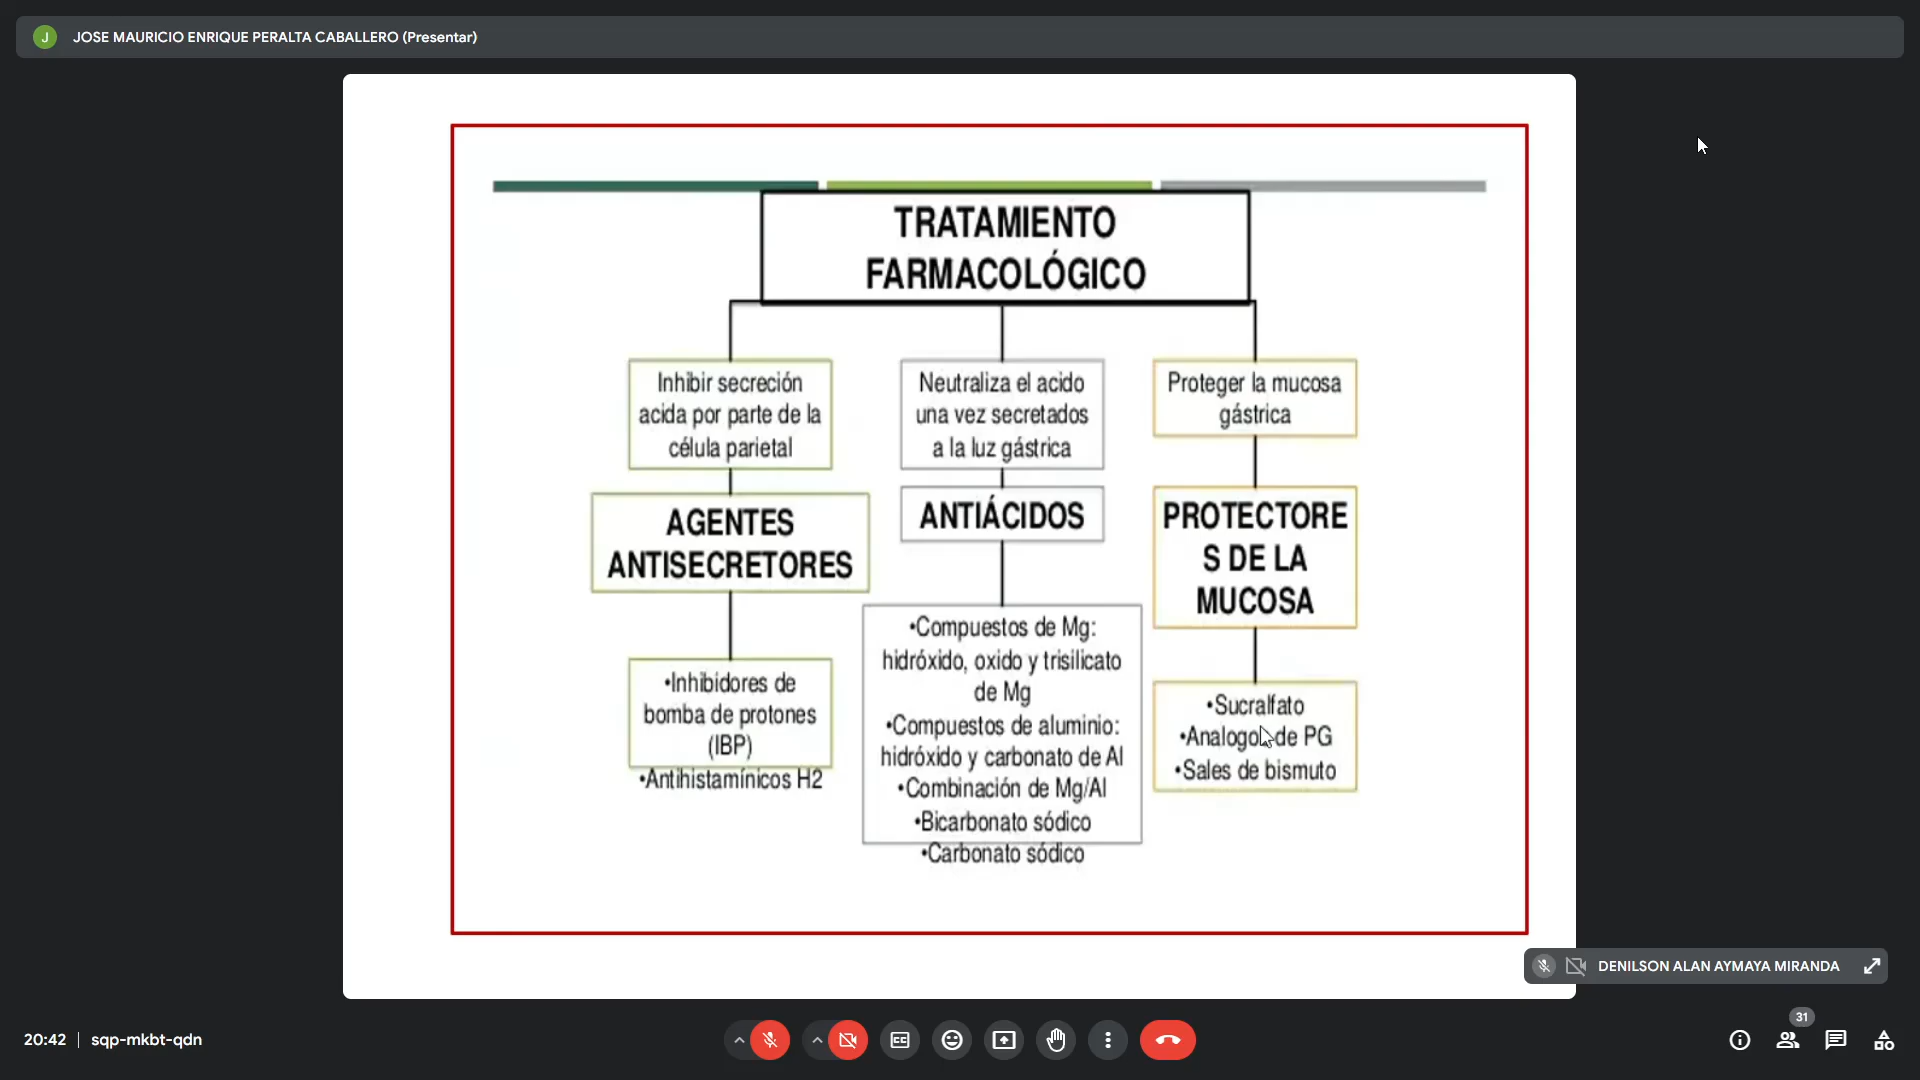 J
JOSE MAURICIO ENRIQUE PERALTA CABALLERO (Presentar)
TRATAMIENTO
FARMACOLÓGICO
Inhibir secreción
acida por parte de la
célula parietal
AGENTES
ANTISECRETORES
•Inhibidores de
bomba de protones
(IBP)
•Antihistamínicos H2
Neutraliza el acido
una vez secretados
a la luz gástrica
ANTIÁCIDOS
•Compuestos de Mg:
hidróxido, oxido y trisilicato
de Mg
•Compuestos de aluminio:
hidróxido y carbonato de Al
•Combinación de Mg/Al
•Bicarbonato sódico
•Carbonato sódico
Proteger la mucosa
gástrica
PROTECTORE
S DE LA
MUCOSA
•Sucralfato
•Analogos de PG
•Sales de bismuto
DENILSON ALAN AYMAYA MIRANDA
20:42 | sqp-mkbt-qdn
CC
31